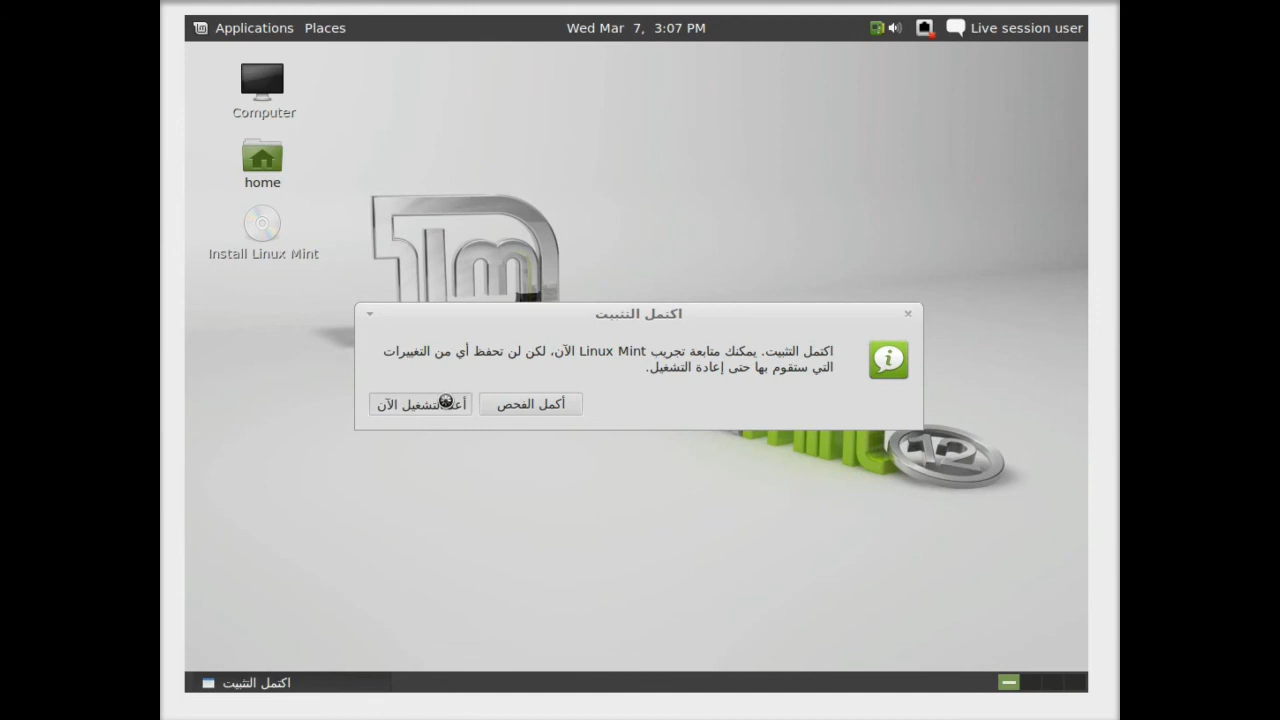 Applications Places
Wed Mar 7, 3:07 PM
Live session user
Computer
home
Install Linux Mint
12
اكتمل التثبيت
اكتمل التثبيت. يمكنك متابعة تجريب Linux Mint الآن، لكن لن تحفظ أي من التغييرات
التي ستقوم بها حتى إعادة التشغيل.
أكمل الفحص
التشغيل الآن
اكتمل التثبيت